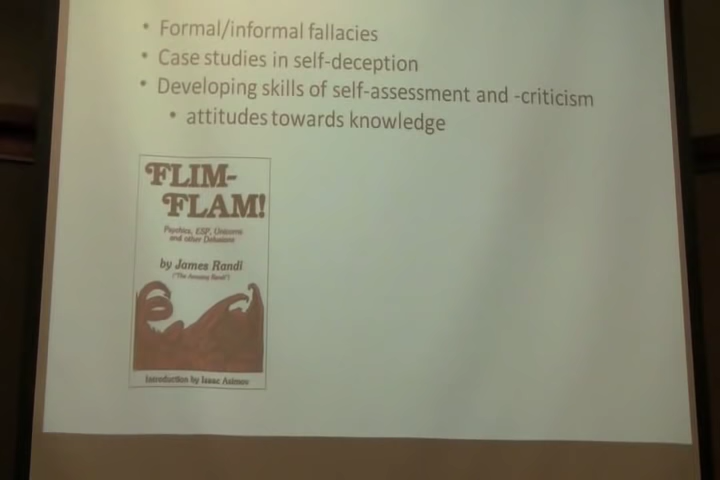 • Formal/informal fallacies
• Case studies in self-deception
• Developing skills of self-assessment and -criticism
• attitudes towards knowledge
FLIM-
FLAM!
Psychics, ESP, Unicorns
and other Delusions
by James Randi
("The Amazing Randi")
Introduction by Isaac Asimov